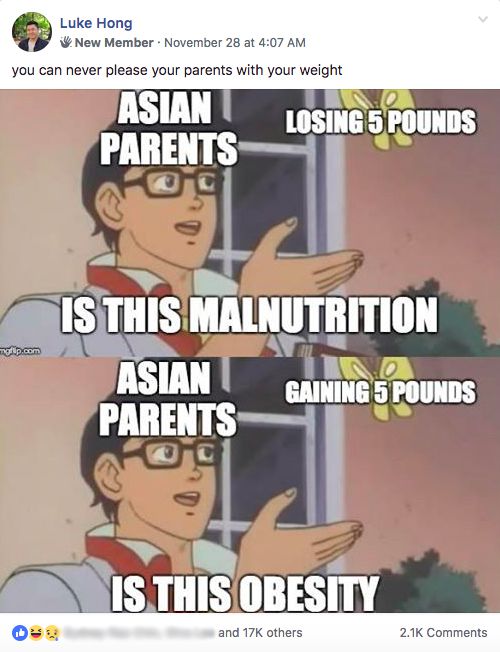 Luke Hong
New Member · November 28 at 4:07 AM
you can never please your parents with your weight
ASIAN
PARENTS
LOSING 5 POUNDS
IS THIS MALNUTRITION
imgflip.com
ASIAN
PARENTS
GAINING 5 POUNDS
IS THIS OBESITY
and 17K others
2.1K Comments